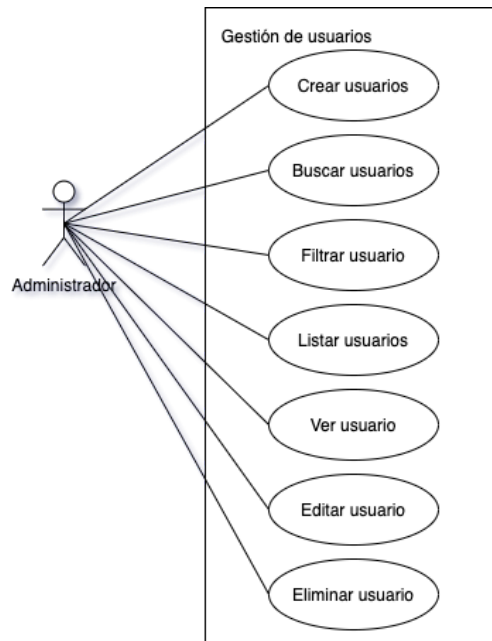 Gestión de usuarios
Crear usuarios
Buscar usuarios
Filtrar usuario
Administrador
Listar usuarios
Ver usuario
Editar usuario
Eliminar usuario